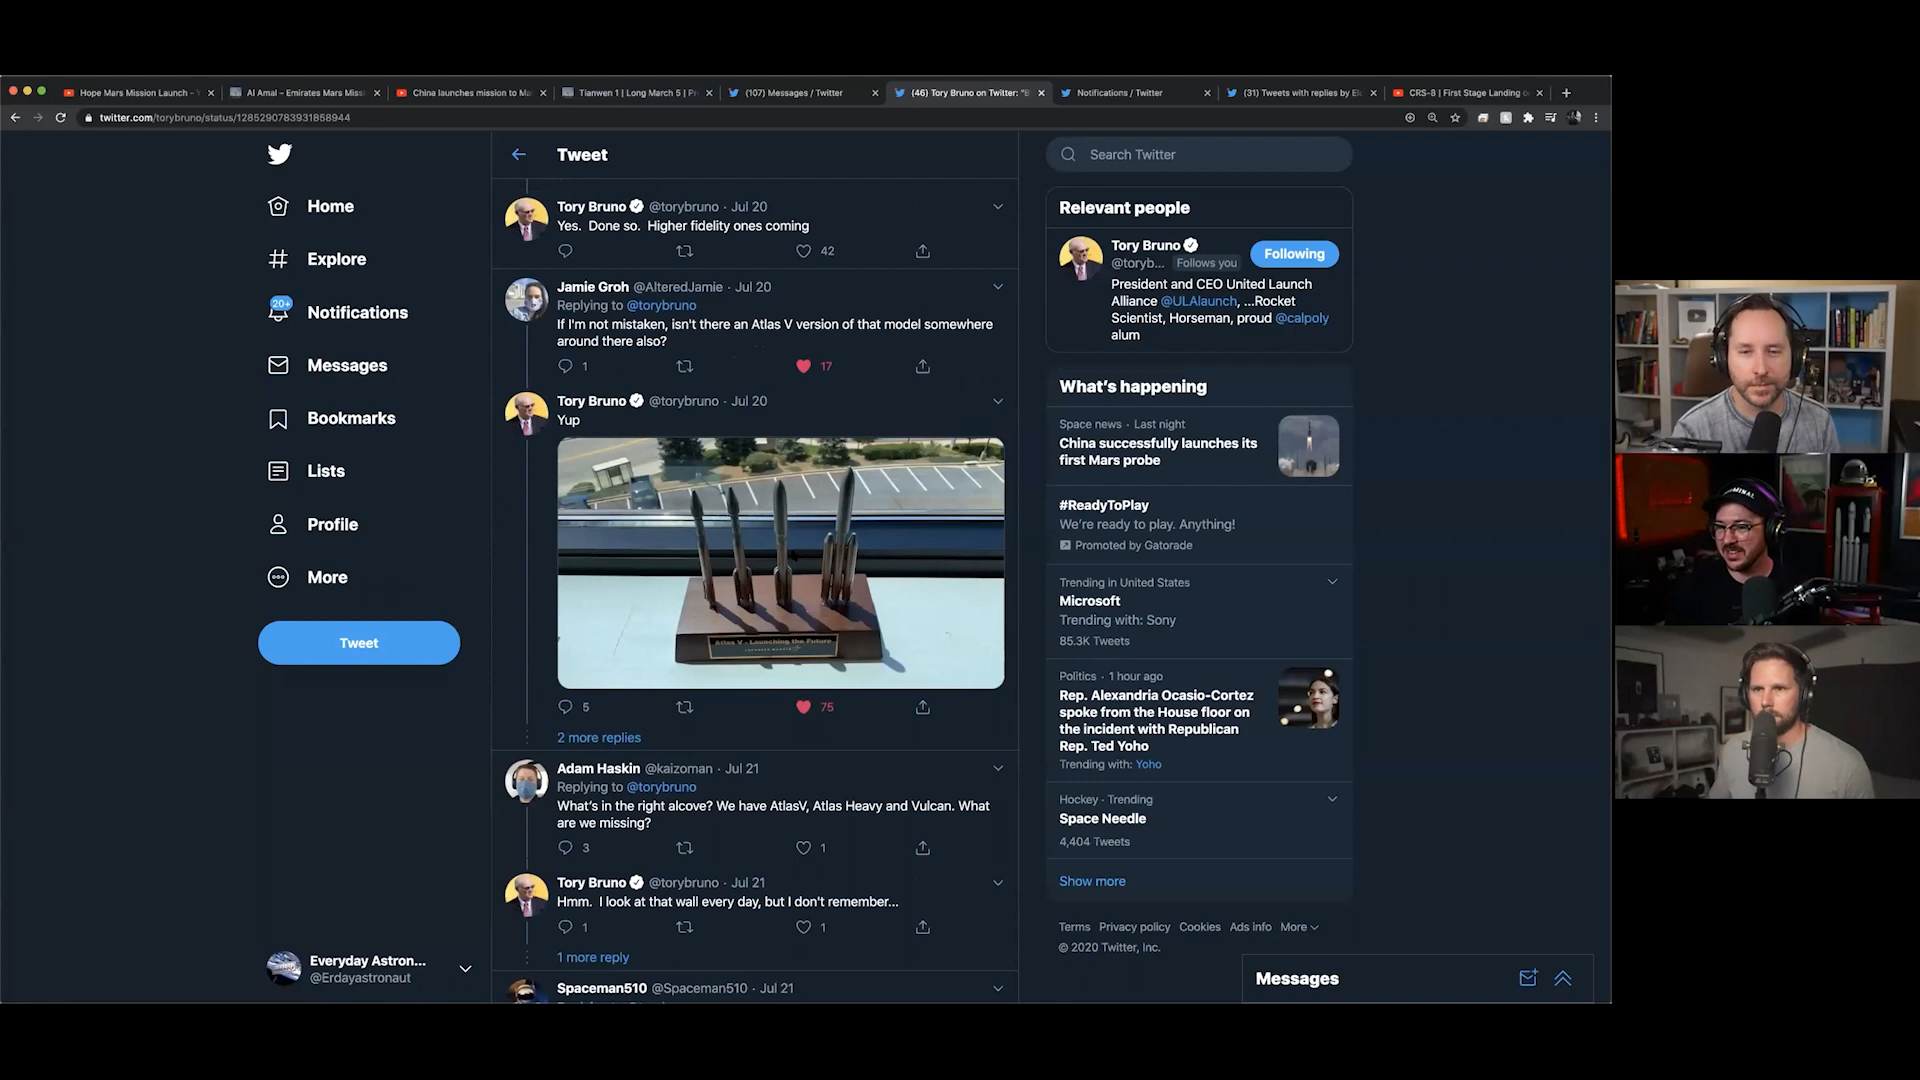 Hope Mars Mission Launch -
Al Amal – Emirates Mars Miss
China launches mission to Ma
Tianwen 1 | Long March 5 | Pr
(107) Messages / Twitter
(46) Tory Bruno on Twitter: "B
Notifications / Twitter
(31) Tweets with replies by El
CRS-8 | First Stage Landing o
twitter.com/torybruno/status/1285290783931858944
Home
Explore
20+
Notifications
Messages
Bookmarks
Lists
Profile
More
Tweet
Everyday Astron...
@Erdayastronaut
Tweet
Tory Bruno @torybruno · Jul 20
Yes. Done so. Higher fidelity ones coming
42
Jamie Groh @AlteredJamie · Jul 20
Replying to @torybruno
If I'm not mistaken, isn't there an Atlas V version of that model somewhere
around there also?
1 17
Tory Bruno @torybruno · Jul 20
Yup
Atlas V - Launching the Future
5 75
2 more replies
Adam Haskin @kaizoman · Jul 21
Replying to @torybruno
What's in the right alcove? We have AtlasV, Atlas Heavy and Vulcan. What
are we missing?
3 1
Tory Bruno @torybruno · Jul 21
Hmm. I look at that wall every day, but I don't remember...
1 1
1 more reply
Spaceman510 @Spaceman510 · Jul 21
Search Twitter
Relevant people
Tory Bruno
@toryb... Follows you
Following
President and CEO United Launch
Alliance @ULAlaunch, ...Rocket
Scientist, Horseman, proud @calpoly
alum
What's happening
Space news · Last night
China successfully launches its
first Mars probe
#ReadyToPlay
We're ready to play. Anything!
Promoted by Gatorade
Trending in United States
Microsoft
Trending with: Sony
85.3K Tweets
Politics · 1 hour ago
Rep. Alexandria Ocasio-Cortez
spoke from the House floor on
the incident with Republican
Rep. Ted Yoho
Trending with: Yoho
Hockey · Trending
Space Needle
4,404 Tweets
Show more
Terms Privacy policy Cookies Ads info More
© 2020 Twitter, Inc.
Messages